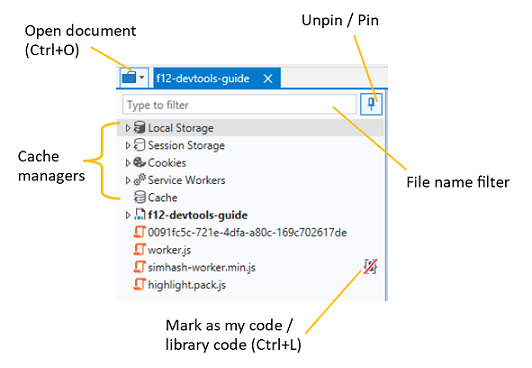 Open document
(Ctrl+O)
Unpin / Pin
f12-devtools-guide
Type to filter
Local Storage
Session Storage
Cookies
Service Workers
Cache
f12-devtools-guide
0091fc5c-721e-4dfa-a80c-169c702617de
worker.js
simhash-worker.min.js
highlight.pack.js
Cache
managers
File name filter
Mark as my code /
library code (Ctrl+L)